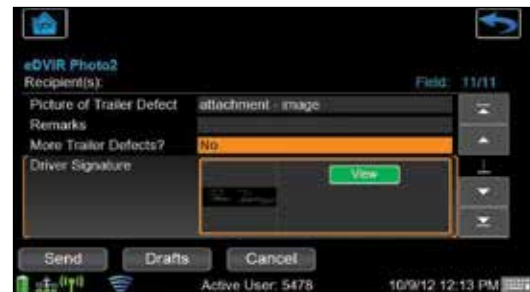 eDVIR Photo2
Recipient(s): Field: 11/11
Picture of Trailer Defect attachment - image
Remarks
More Trailer Defects? No
Driver Signature View
Send Drafts Cancel
Active User: 5478 10/9/12 12:13 PM